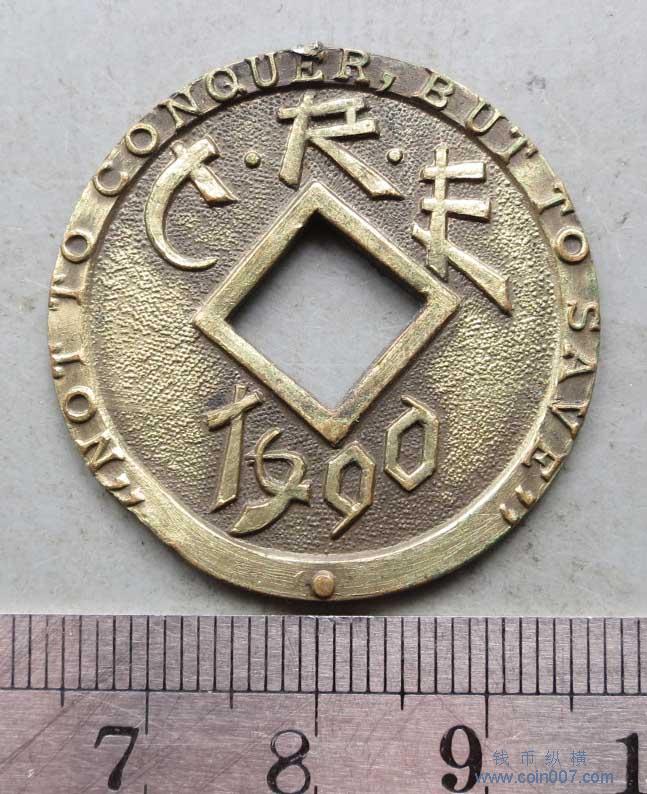 "NOT TO CONQUER, BUT TO SAVE"
C.R.E
1900
7 8 9 1
钱币纵横
www.coin007.com